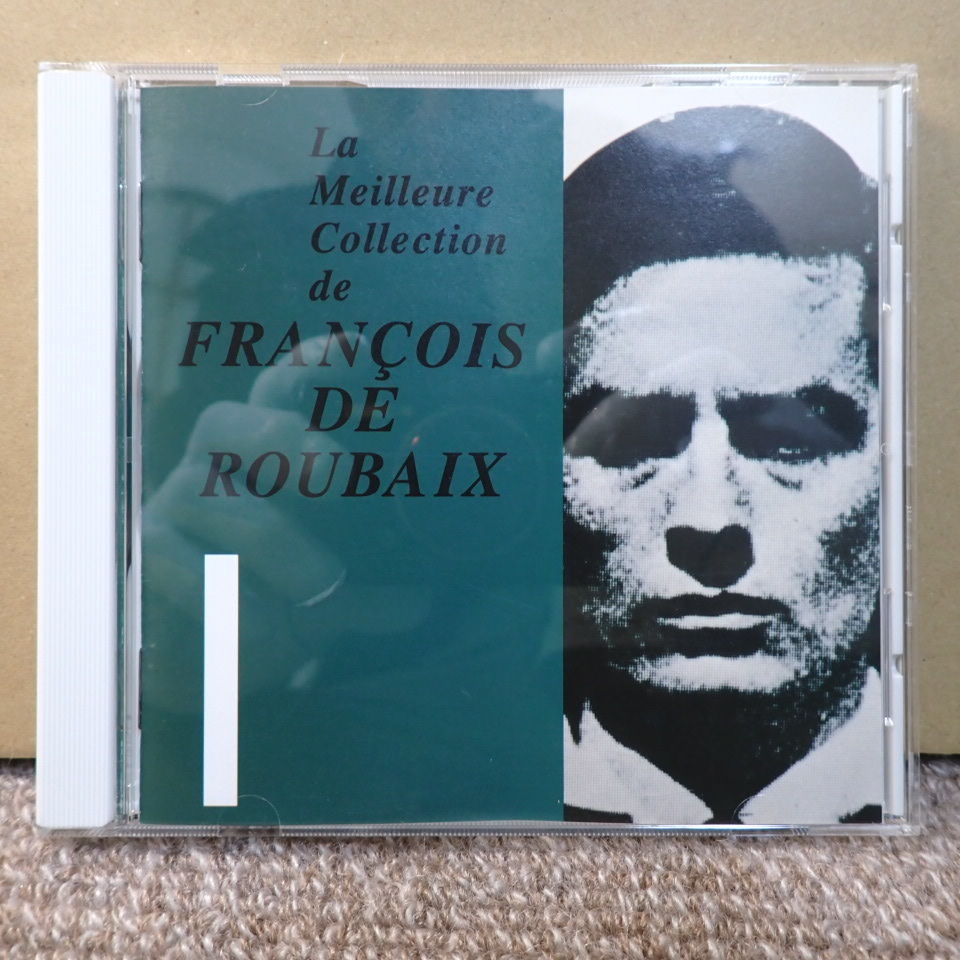 La
Meilleure
Collection
de
FRANÇOIS
DE
ROUBAIX